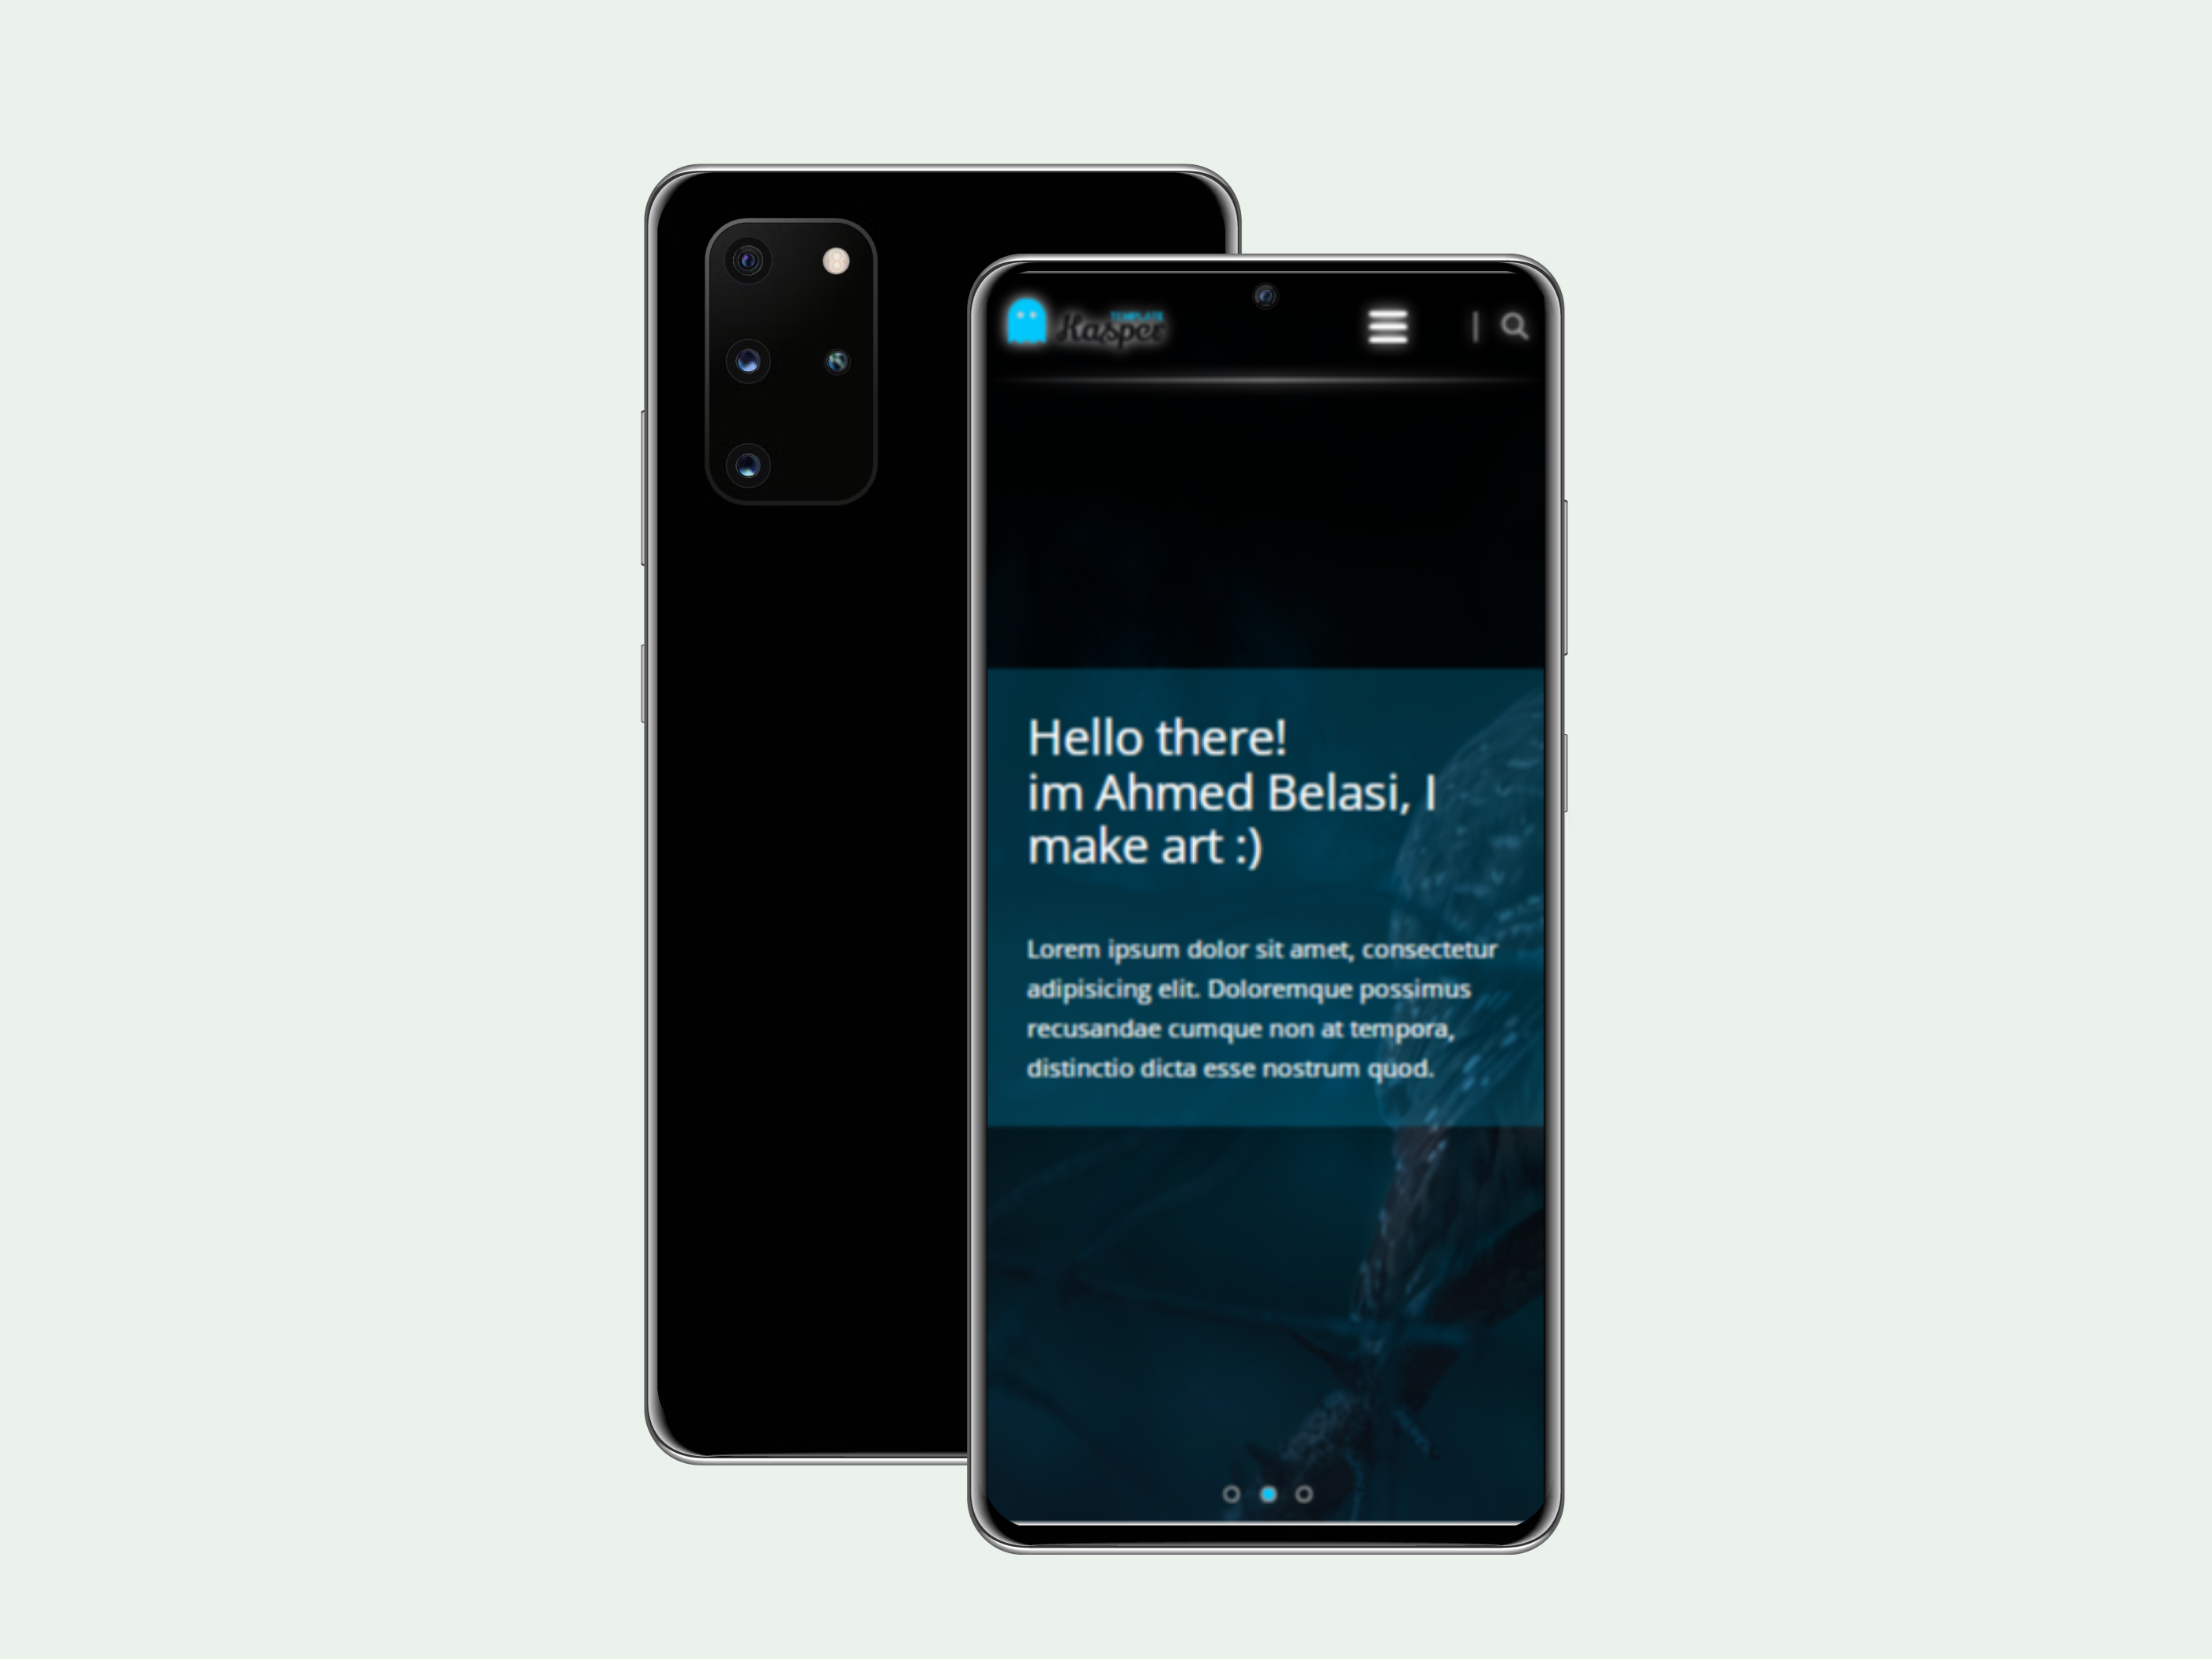 TEMPLATE
Kasper
Hello there!
im Ahmed Belasi, I
make art :)
Lorem ipsum dolor sit amet, consectetur
adipisicing elit. Doloremque possimus
recusandae cumque non at tempora,
distinctio dicta esse nostrum quod.